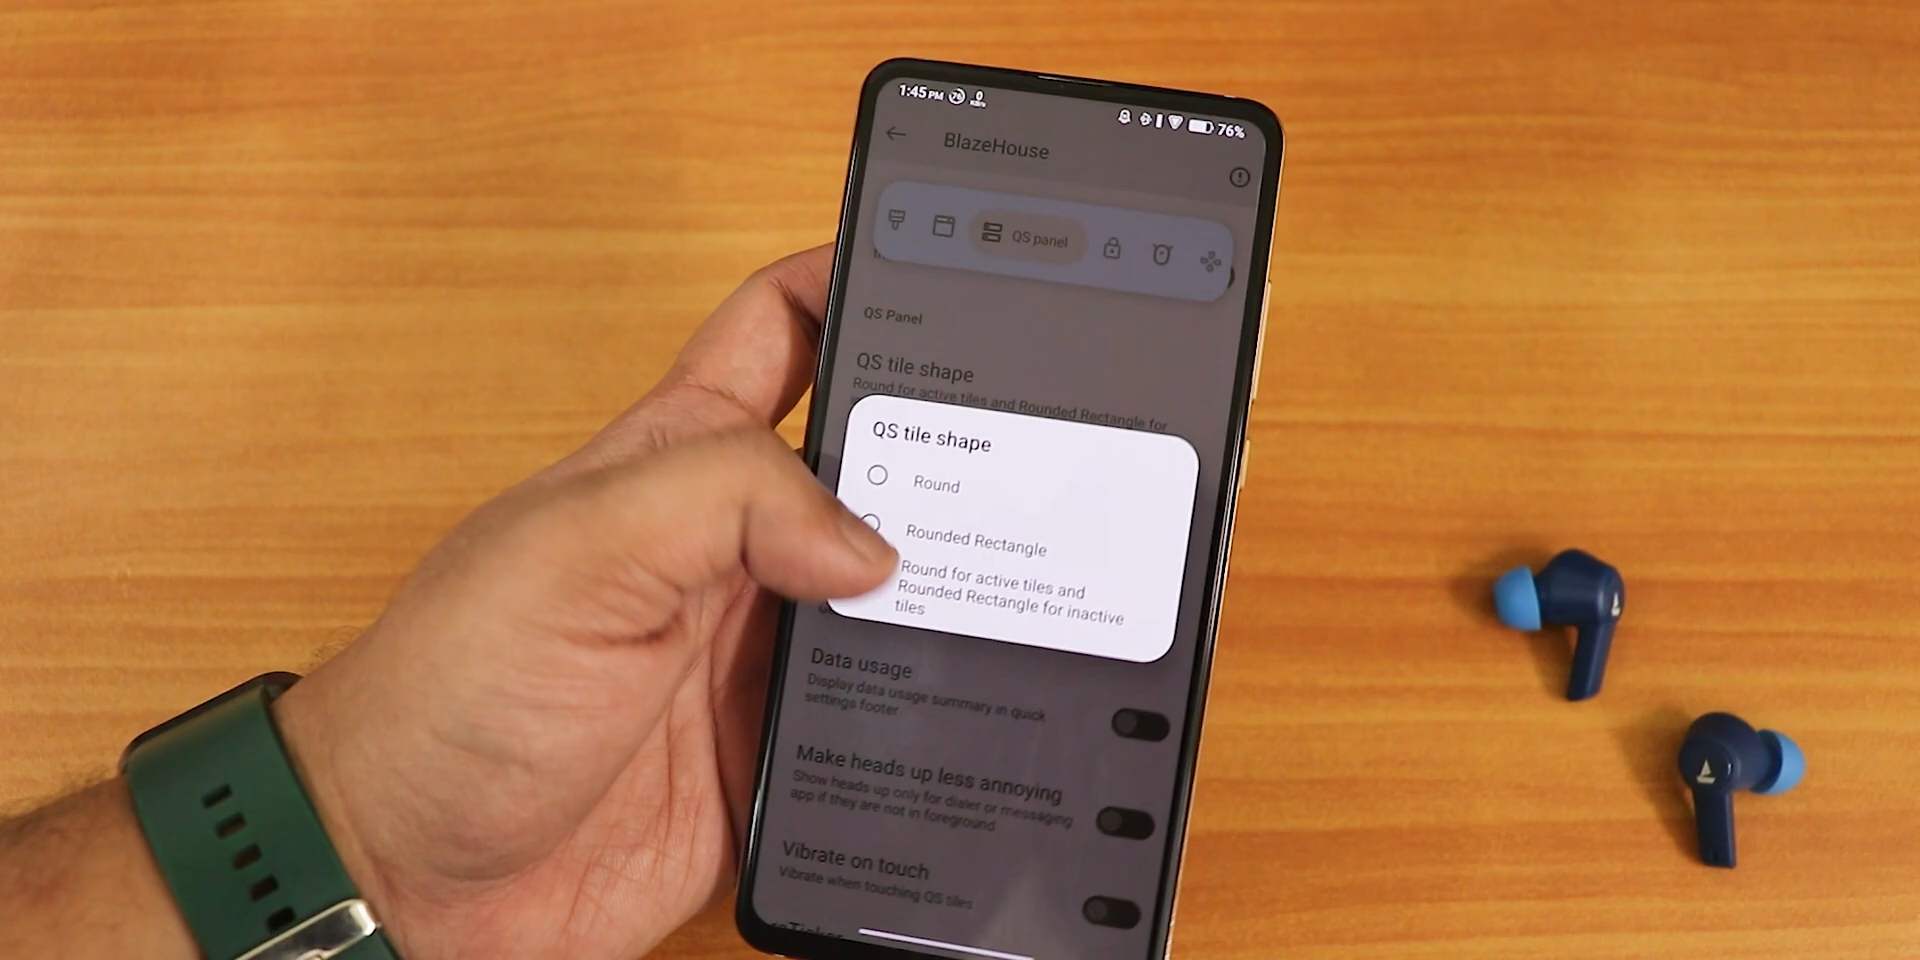 1:45 PM 76 0 KB/s 76%
BlazeHouse
QS panel
QS Panel
QS tile shape
Round for active tiles and Rounded Rectangle for
QS tile shape
Round
Rounded Rectangle
Round for active tiles and
Rounded Rectangle for inactive
tiles
Data usage
Display data usage summary in quick
settings footer
Make heads up less annoying
Show heads up only for dialer or messaging
app if they are not in foreground
Vibrate on touch
Vibrate when touching QS tiles